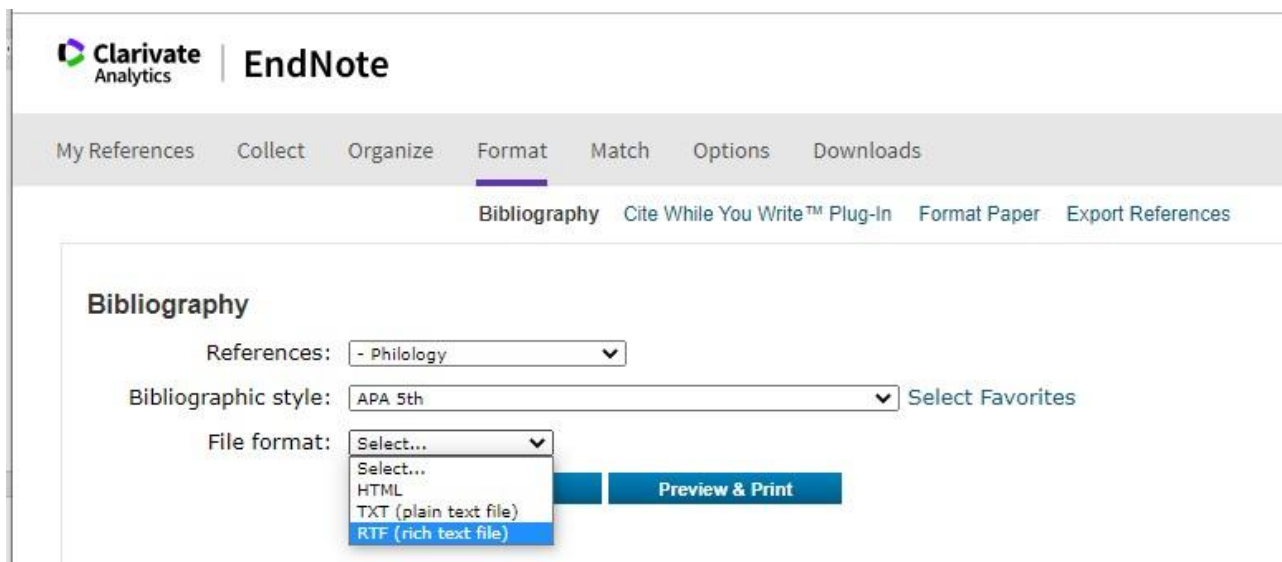 Clarivate
Analytics
EndNote
My References Collect Organize Format Match Options Downloads
Bibliography Cite While You Write™ Plug-In Format Paper Export References
Bibliography
References: - Philology
Bibliographic style: APA 5th Select Favorites
File format: Select...
Select...
HTML
Preview & Print
TXT (plain text file)
RTF (rich text file)